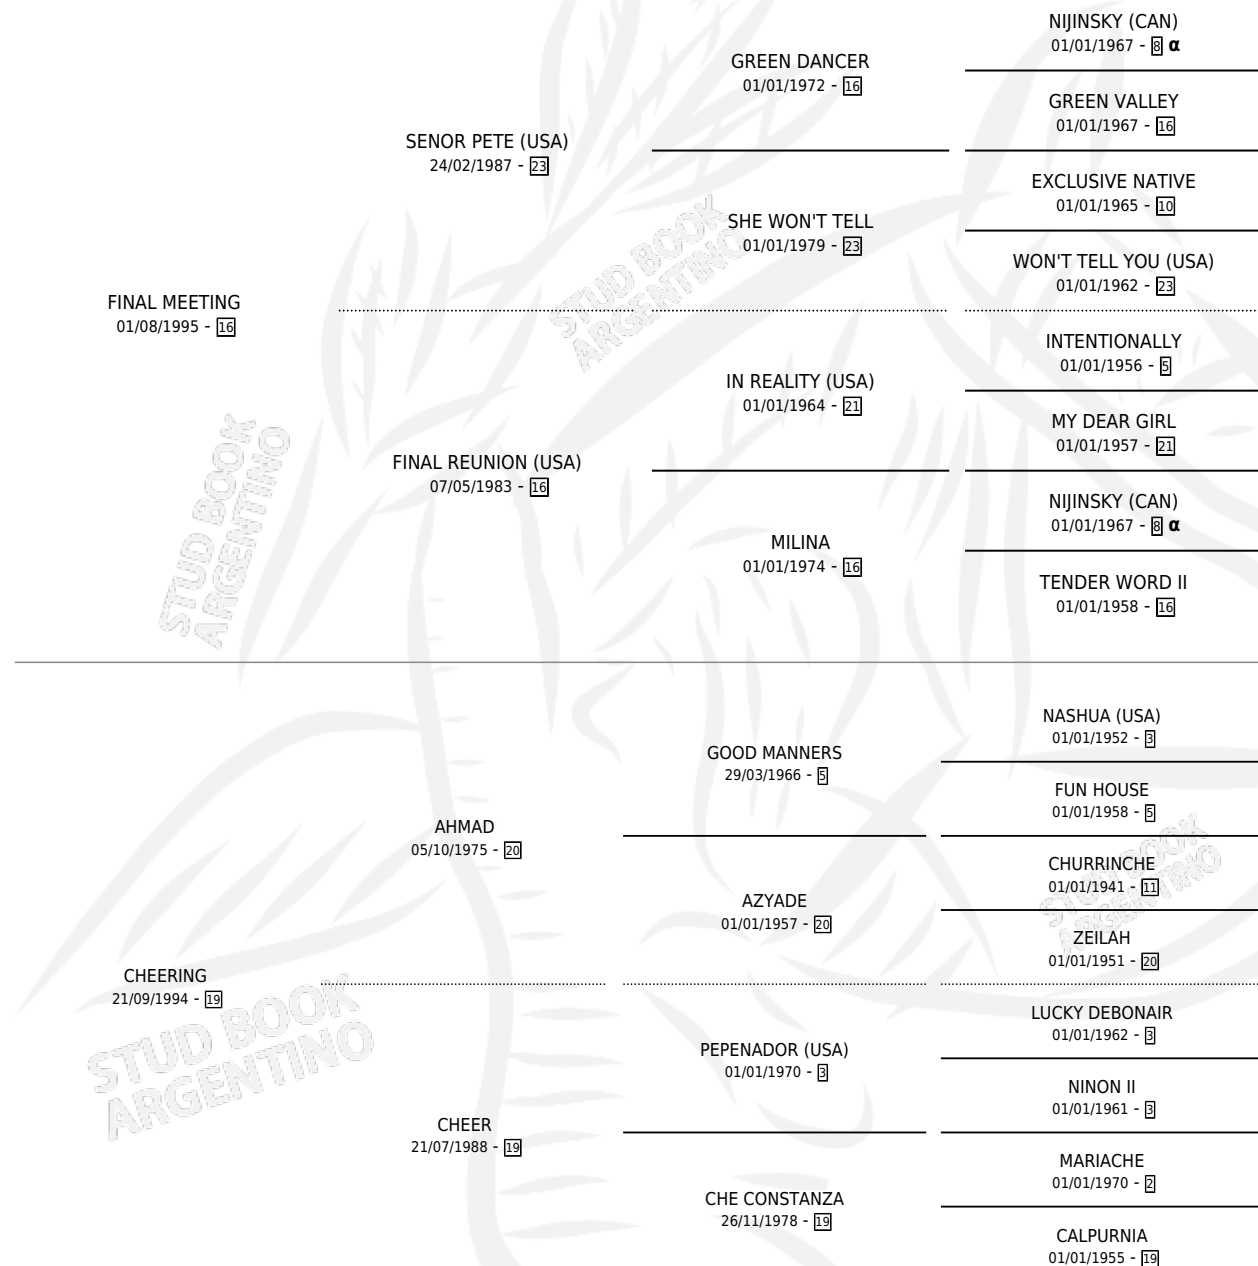 NIJINSKY (CAN)
01/01/1967 - 8 α
GREEN DANCER
01/01/1972 - 16
GREEN VALLEY
01/01/1967 - 16
SENOR PETE (USA)
24/02/1987 - 23
EXCLUSIVE NATIVE
01/01/1965 - 10
SHE WON'T TELL
01/01/1979 - 23
WON'T TELL YOU (USA)
01/01/1962 - 23
FINAL MEETING
01/08/1995 - 16
STUD BOOK
ARGENTINO
INTENTIONALLY
01/01/1956 - 5
IN REALITY (USA)
01/01/1964 - 21
MY DEAR GIRL
01/01/1957 - 21
FINAL REUNION (USA)
07/05/1983 - 16
NIJINSKY (CAN)
01/01/1967 - 8 α
MILINA
01/01/1974 - 16
TENDER WORD II
01/01/1958 - 16
STUD BOOK
ARGENTINO
NASHUA (USA)
01/01/1952 - 3
GOOD MANNERS
29/03/1966 - 5
FUN HOUSE
01/01/1958 - 5
AHMAD
05/10/1975 - 20
CHURRINCHE
01/01/1941 - 11
AZYADE
01/01/1957 - 20
STUD BOOK
ARGENTINO
ZEILAH
01/01/1951 - 20
CHEERING
21/09/1994 - 19
STUD BOOK
ARGENTINO
LUCKY DEBONAIR
01/01/1962 - 3
PEPENADOR (USA)
01/01/1970 - 3
NINON II
01/01/1961 - 3
CHEER
21/07/1988 - 19
MARIACHE
01/01/1970 - 2
CHE CONSTANZA
26/11/1978 - 19
CALPURNIA
01/01/1955 - 19